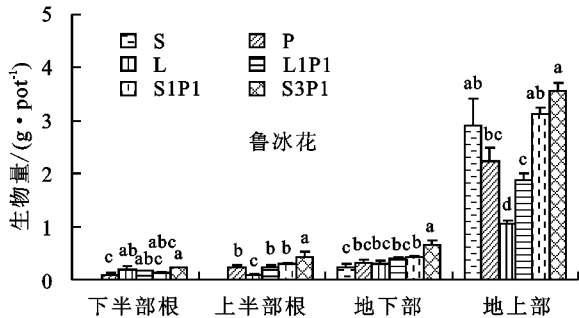 生物量/(g·pot⁻¹)
5
4
3
2
1
0
S P
L L1P1
S1P1 S3P1
鲁冰花
c ab abc abc a
b c b b a
c bc bc bc b a
ab bc d c ab a
下半部根 上半部根 地下部 地上部